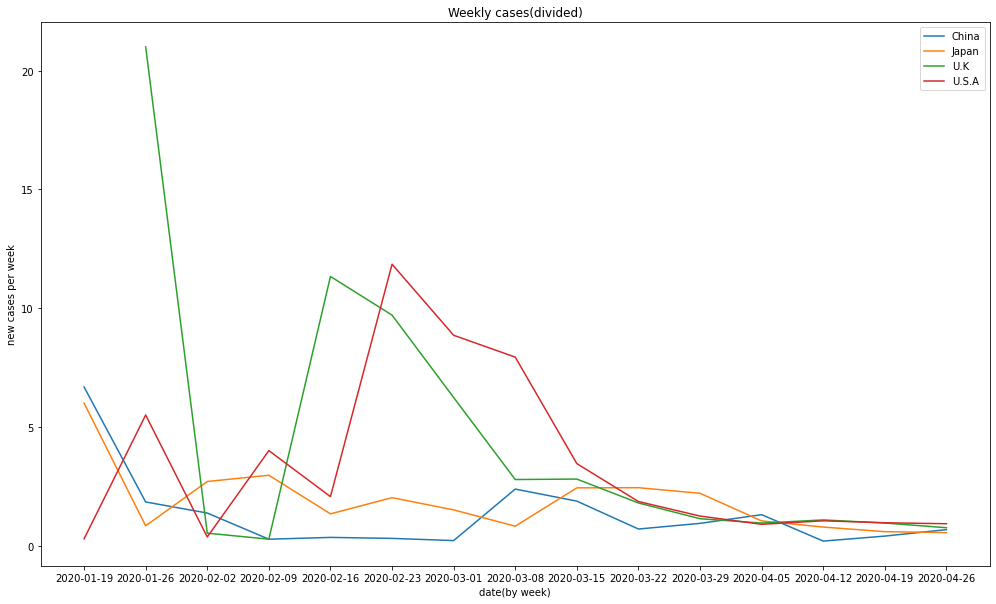 Weekly cases(divided)
China
Japan
U.K
U.S.A
new cases per week
20
15
10
5
0
2020-01-19 2020-01-26 2020-02-02 2020-02-09 2020-02-16 2020-02-23 2020-03-01 2020-03-08 2020-03-15 2020-03-22 2020-03-29 2020-04-05 2020-04-12 2020-04-19 2020-04-26
date(by week)